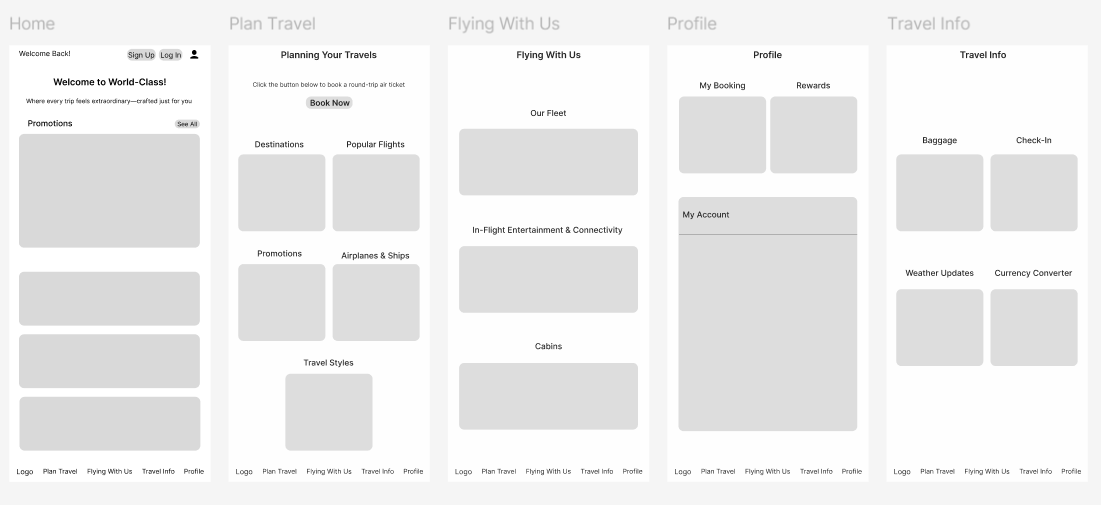 Home
Welcome Back!
Sign Up
Log In
Welcome to World-Class!
Where every trip feels extraordinary—crafted just for you
Promotions
See All
Logo Plan Travel Flying With Us Travel Info Profile
Plan Travel
Planning Your Travels
Click the button below to book a round-trip air ticket
Book Now
Destinations
Popular Flights
Promotions
Airplanes & Ships
Travel Styles
Logo Plan Travel Flying With Us Travel Info Profile
Flying With Us
Flying With Us
Our Fleet
In-Flight Entertainment & Connectivity
Cabins
Logo Plan Travel Flying With Us Travel Info Profile
Profile
Profile
My Booking
Rewards
My Account
Logo Plan Travel Flying With Us Travel Info Profile
Travel Info
Travel Info
Baggage
Check-In
Weather Updates
Currency Converter
Logo Plan Travel Flying With Us Travel Info Profile